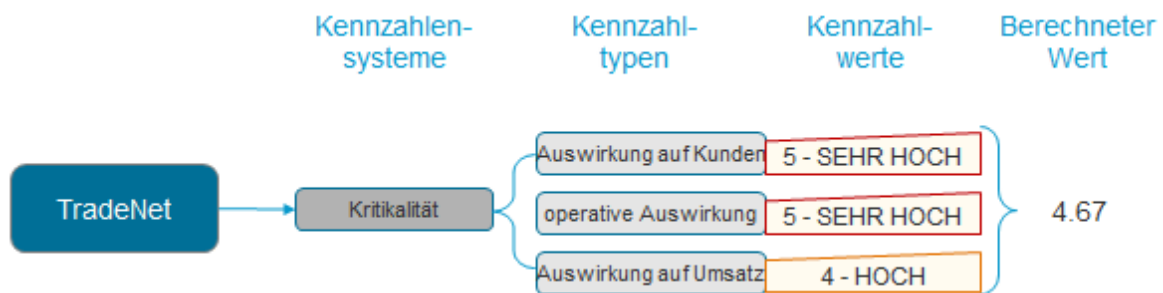 Kennzahlen-
systeme
Kennzahl-
typen
Kennzahl-
werte
Berechneter
Wert
TradeNet
Kritikalität
Auswirkung auf Kunden
5 - SEHR HOCH
operative Auswirkung
5 - SEHR HOCH
Auswirkung auf Umsatz
4 - HOCH
4.67